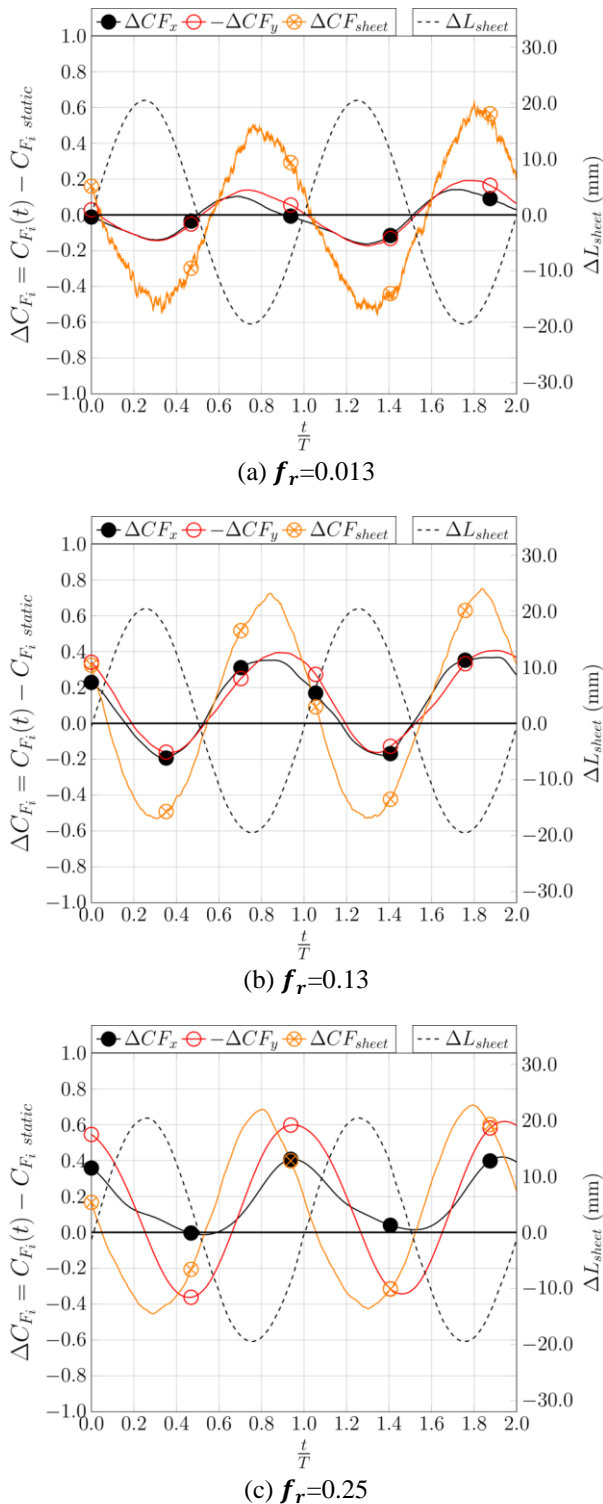 ΔCF_x −ΔCF_y ΔCF_sheet ΔL_sheet
1.0 0.8 0.6 0.4 0.2 0.0 −0.2 −0.4 −0.6 −0.8 −1.0
ΔC_{F_i} = C_{F_i}(t) − C_{F_i static}
30.0 20.0 10.0 0.0 −10.0 −20.0 −30.0
ΔL_sheet (mm)
0.0 0.2 0.4 0.6 0.8 1.0 1.2 1.4 1.6 1.8 2.0
t/T
(a) f_r=0.013
ΔCF_x −ΔCF_y ΔCF_sheet ΔL_sheet
1.0 0.8 0.6 0.4 0.2 0.0 −0.2 −0.4 −0.6 −0.8 −1.0
ΔC_{F_i} = C_{F_i}(t) − C_{F_i static}
30.0 20.0 10.0 0.0 −10.0 −20.0 −30.0
ΔL_sheet (mm)
0.0 0.2 0.4 0.6 0.8 1.0 1.2 1.4 1.6 1.8 2.0
t/T
(b) f_r=0.13
ΔCF_x −ΔCF_y ΔCF_sheet ΔL_sheet
1.0 0.8 0.6 0.4 0.2 0.0 −0.2 −0.4 −0.6 −0.8 −1.0
ΔC_{F_i} = C_{F_i}(t) − C_{F_i static}
30.0 20.0 10.0 0.0 −10.0 −20.0 −30.0
ΔL_sheet (mm)
0.0 0.2 0.4 0.6 0.8 1.0 1.2 1.4 1.6 1.8 2.0
t/T
(c) f_r=0.25